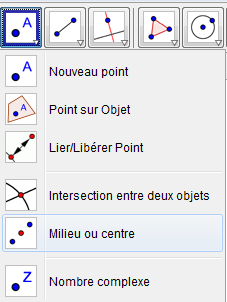 A
A
Nouveau point
A
Point sur Objet
Lier/Libérer Point
Intersection entre deux objets
Milieu ou centre
Z
Nombre complexe